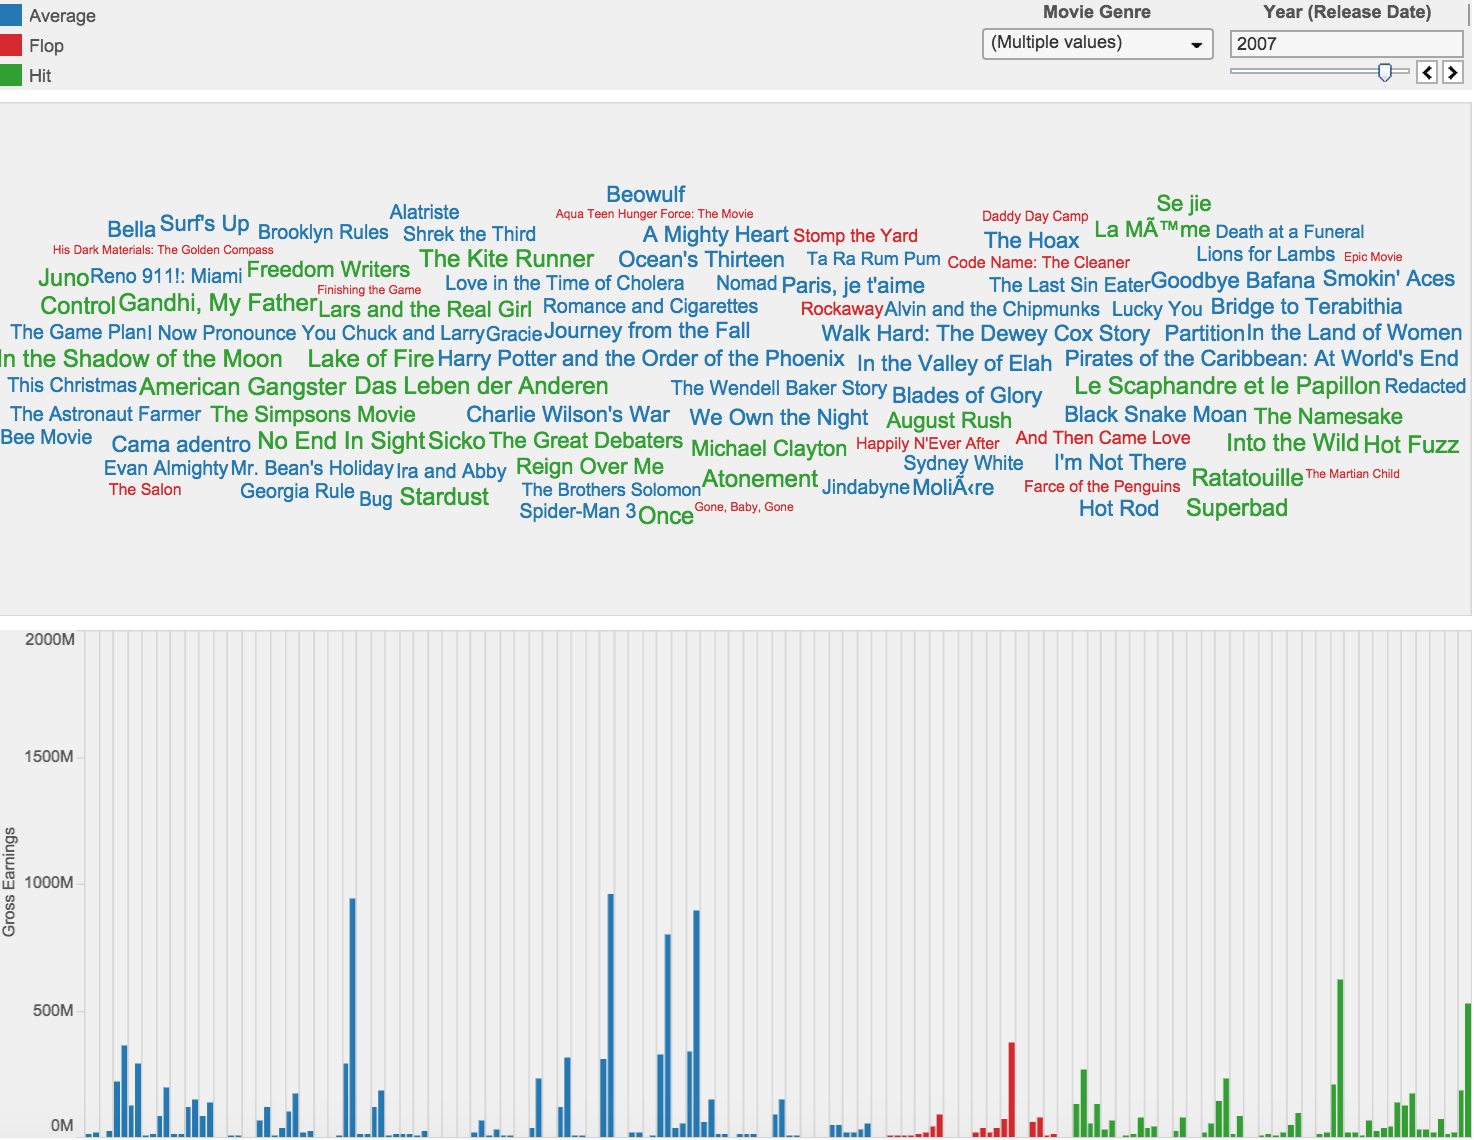 Average
Flop
Hit
Movie Genre
(Multiple values)
Year (Release Date)
2007
Beowulf
Se jie
Alatriste
Aqua Teen Hunger Force: The Movie
Daddy Day Camp
Bella Surf's Up Brooklyn Rules Shrek the Third A Mighty Heart Stomp the Yard The Hoax La MÃ™me Death at a Funeral
His Dark Materials: The Golden Compass The Kite Runner Ocean's Thirteen Ta Ra Rum Pum Code Name: The Cleaner Lions for Lambs Epic Movie
Juno Reno 911!: Miami Freedom Writers Love in the Time of Cholera Nomad Paris, je t'aime The Last Sin Eater Goodbye Bafana Smokin' Aces
Finishing the Game
Control Gandhi, My Father Lars and the Real Girl Romance and Cigarettes Rockaway Alvin and the Chipmunks Lucky You Bridge to Terabithia
The Game Plan I Now Pronounce You Chuck and Larry Gracie Journey from the Fall Walk Hard: The Dewey Cox Story Partition In the Land of Women
In the Shadow of the Moon Lake of Fire Harry Potter and the Order of the Phoenix In the Valley of Elah Pirates of the Caribbean: At World's End
This Christmas American Gangster Das Leben der Anderen The Wendell Baker Story Blades of Glory Le Scaphandre et le Papillon Redacted
The Astronaut Farmer The Simpsons Movie Charlie Wilson's War We Own the Night August Rush Black Snake Moan The Namesake
Bee Movie Cama adentro No End In Sight Sicko The Great Debaters Michael Clayton Happily N'Ever After And Then Came Love Into the Wild Hot Fuzz
Evan Almighty Mr. Bean's Holiday Ira and Abby Reign Over Me Atonement Sydney White I'm Not There Ratatouille The Martian Child
The Salon Georgia Rule Bug Stardust The Brothers Solomon Jindabyne MoliÃ‹re Farce of the Penguins
Spider-Man 3 Once Gone, Baby, Gone Hot Rod Superbad
2000M
1500M
1000M
500M
0M
Gross Earnings